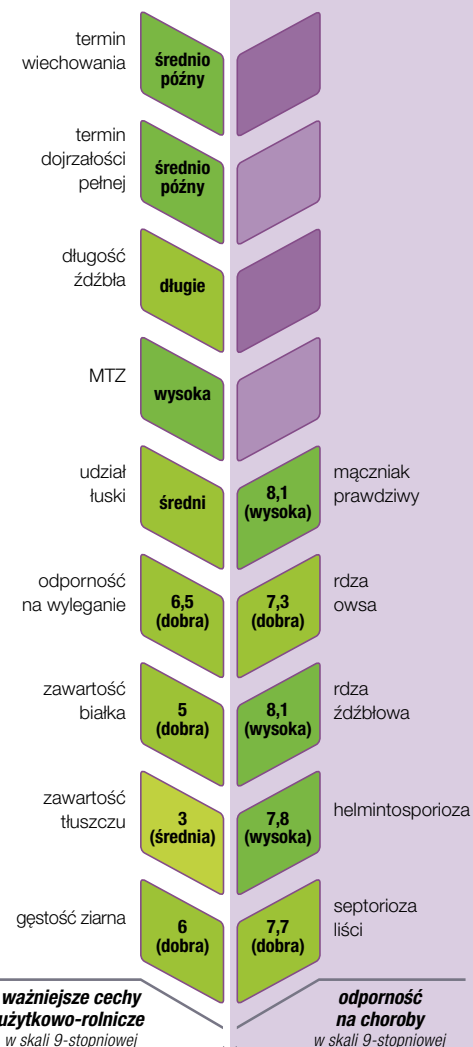 termin
wiechowania
średnio
późny
termin
dojrzałości
pełnej
średnio
późny
długość
źdźbła
długie
MTZ
wysoka
udział
łuski
średni
8,1
(wysoka)
mączniak
prawdziwy
odporność
na wyleganie
6,5
(dobra)
7,3
(dobra)
rdza
owsa
zawartość
białka
5
(dobra)
8,1
(wysoka)
rdza
źdźbłowa
zawartość
tłuszczu
3
(średnia)
7,8
(wysoka)
helmintosporioza
gęstość ziarna
6
(dobra)
7,7
(dobra)
septorioza
liści
ważniejsze cechy
użytkowo-rolnicze
w skali 9-stopniowej
odporność
na choroby
w skali 9-stopniowej